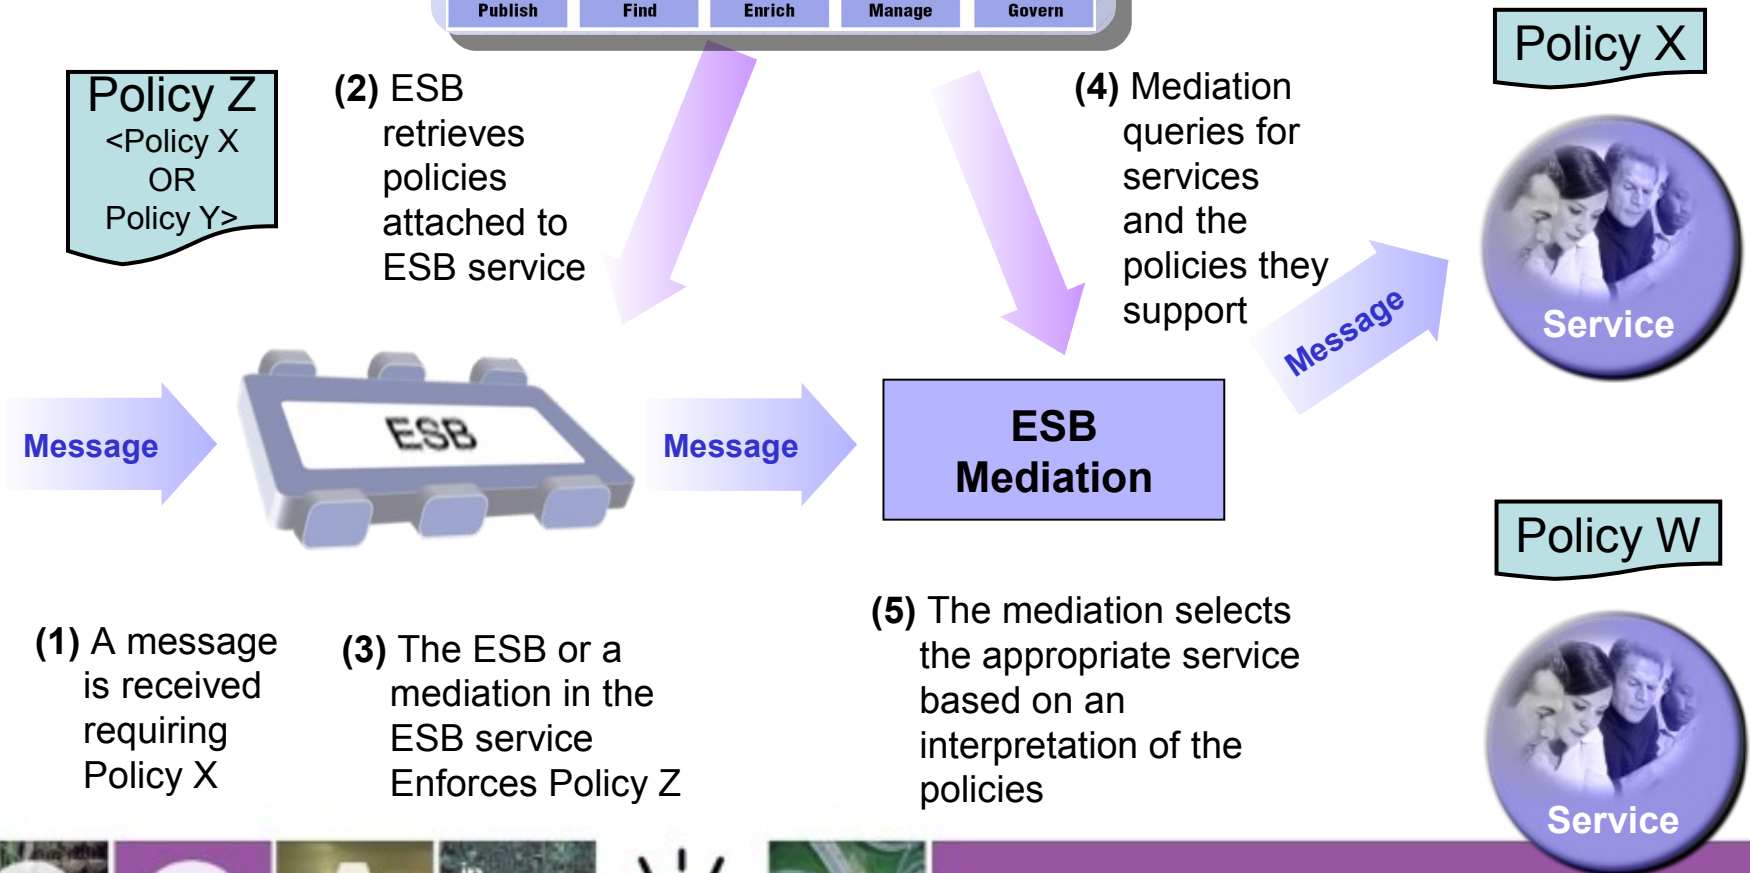 Publish Find Enrich Manage Govern
Policy Z
<Policy X
OR
Policy Y>
(2) ESB
retrieves
policies
attached to
ESB service
(4) Mediation
queries for
services
and the
policies they
support
Policy X
Service
Message
Message
ESB
Message
ESB
Mediation
Policy W
Service
(1) A message
is received
requiring
Policy X
(3) The ESB or a
mediation in the
ESB service
Enforces Policy Z
(5) The mediation selects
the appropriate service
based on an
interpretation of the
policies